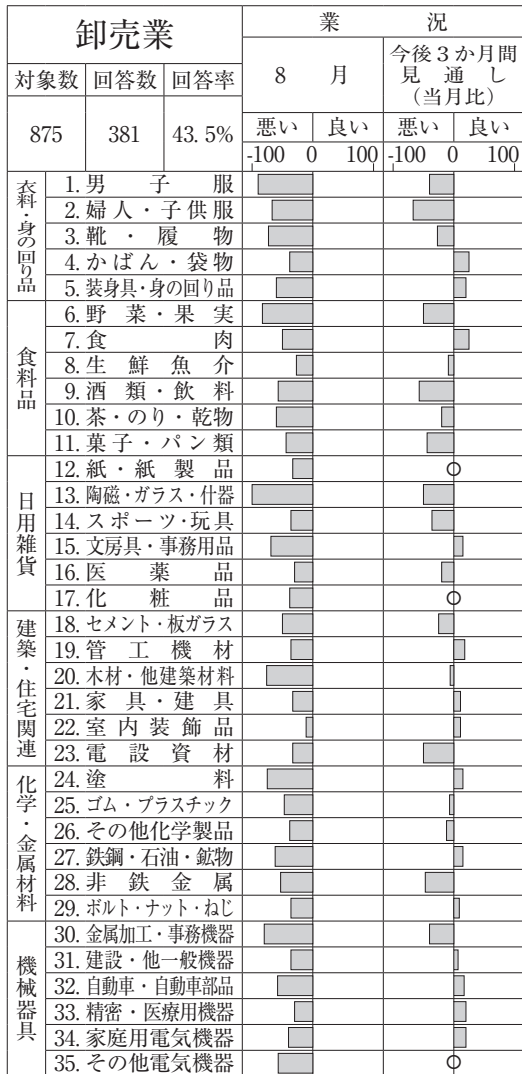 卸売業
業況
対象数 回答数 回答率
875 381 43.5%
8月
今後3か月間
見通し
(当月比)
悪い 良い 悪い 良い
-100 0 100 -100 0 100
衣料・身の回り品
1.男子服
2.婦人・子供服
3.靴・履物
4.かばん・袋物
5.装身具・身の回り品
食料品
6.野菜・果実
7.食肉
8.生鮮魚介
9.酒類・飲料
10.茶・のり・乾物
11.菓子・パン類
日用雑貨
12.紙・紙製品
13.陶磁・ガラス・什器
14.スポーツ・玩具
15.文房具・事務用品
16.医薬品
17.化粧品
建築・住宅関連
18.セメント・板ガラス
19.管工機材
20.木材・他建築材料
21.家具・建具
22.室内装飾品
23.電設資材
化学・金属材料
24.塗料
25.ゴム・プラスチック
26.その他化学製品
27.鉄鋼・石油・鉱物
28.非鉄金属
29.ボルト・ナット・ねじ
機械器具
30.金属加工・事務機器
31.建設・他一般機器
32.自動車・自動車部品
33.精密・医療用機器
34.家庭用電気機器
35.その他電気機器